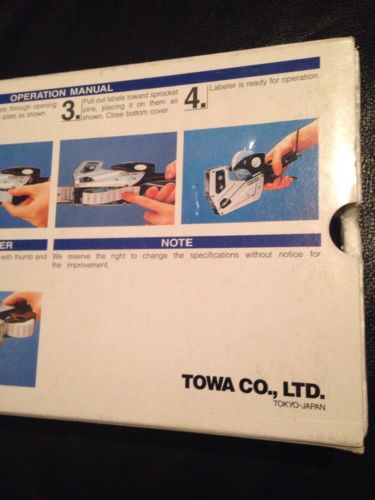 OPERATION MANUAL
els through opening
plate as shown.
3. Pull out labels toward sprocket
pins, placing it on them as
shown. Close bottom cover.
4. Labeler is ready for operation.
ER
with thumb and
NOTE
We reserve the right to change the specifications without notice for
the improvement.
TOWA CO., LTD.
TOKYO-JAPAN